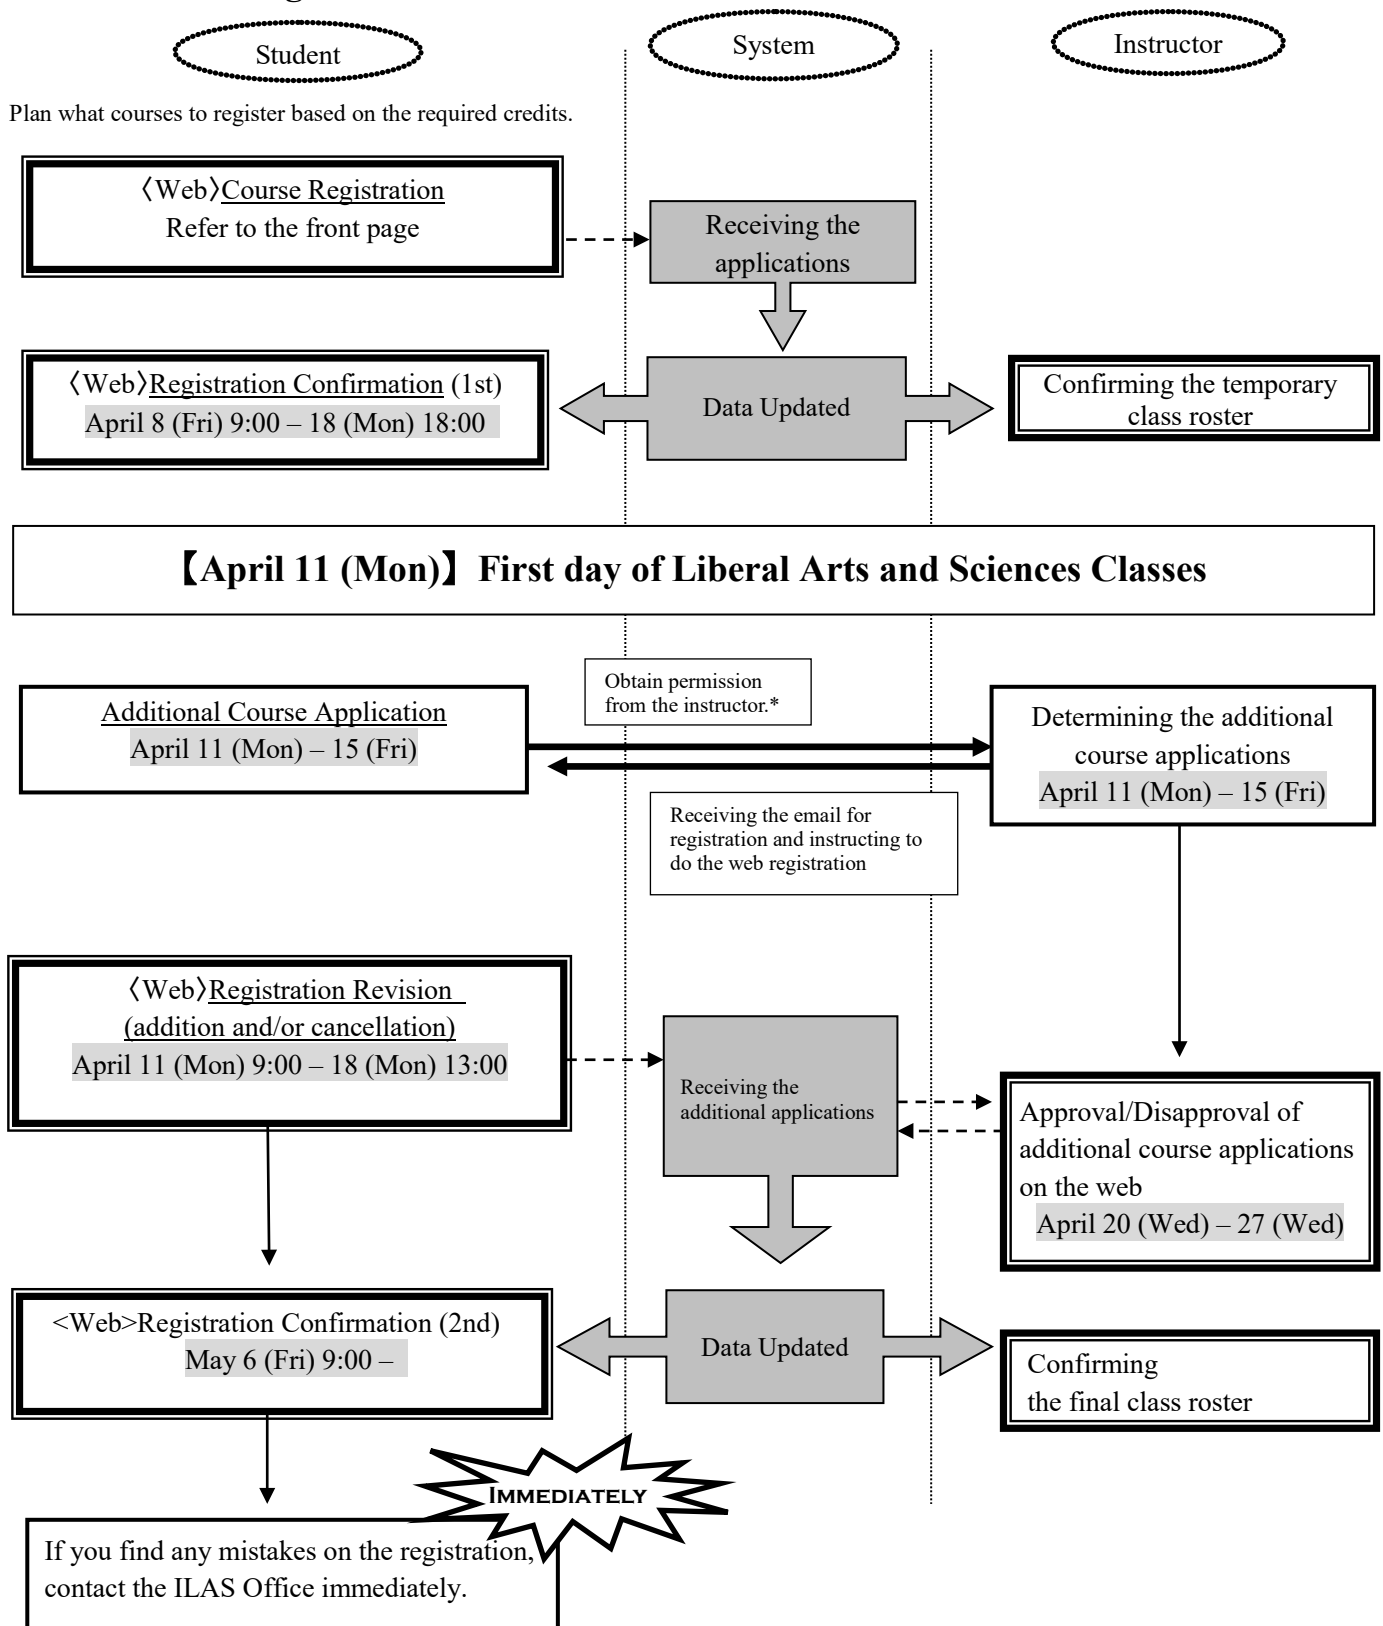 Student
System
Instructor
Plan what courses to register based on the required credits.
〈Web〉Course Registration
Refer to the front page
Receiving the
applications
〈Web〉Registration Confirmation (1st)
April 8 (Fri) 9:00 – 18 (Mon) 18:00
Data Updated
Confirming the temporary
class roster
【April 11 (Mon)】 First day of Liberal Arts and Sciences Classes
Obtain permission
from the instructor.*
Additional Course Application
April 11 (Mon) – 15 (Fri)
Determining the additional
course applications
April 11 (Mon) – 15 (Fri)
Receiving the email for
registration and instructing to
do the web registration
〈Web〉Registration Revision
(addition and/or cancellation)
April 11 (Mon) 9:00 – 18 (Mon) 13:00
Receiving the
additional applications
Approval/Disapproval of
additional course applications
on the web
April 20 (Wed) – 27 (Wed)
<Web>Registration Confirmation (2nd)
May 6 (Fri) 9:00 –
Data Updated
Confirming
the final class roster
IMMEDIATELY
If you find any mistakes on the registration,
contact the ILAS Office immediately.